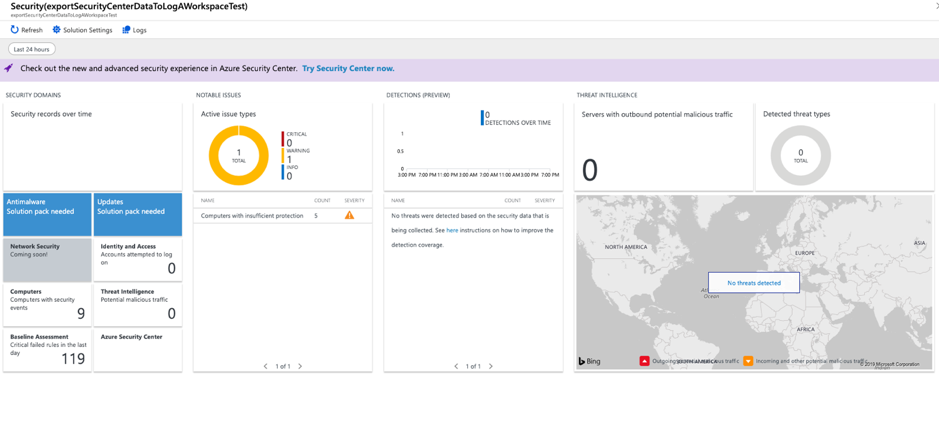 Security(exportSecurityCenterDataToLogAWorkspaceTest)
exportSecurityCenterDataToLogAWorkspaceTest
Refresh Solution Settings Logs
Last 24 hours
Check out the new and advanced security experience in Azure Security Center. Try Security Center now.
SECURITY DOMAINS
Security records over time
Antimalware
Solution pack needed
Updates
Solution pack needed
Network Security
Coming soon!
Identity and Access
Accounts attempted to log
on
0
Computers
Computers with security
events
9
Threat Intelligence
Potential malicious traffic
0
Baseline Assessment
Critical failed rules in the last
day
119
Azure Security Center
NOTABLE ISSUES
Active issue types
1
TOTAL
CRITICAL
0
WARNING
1
INFO
0
NAME COUNT SEVERITY
Computers with insufficient protection 5
1 of 1
DETECTIONS (PREVIEW)
0
DETECTIONS OVER TIME
1
0.5
0
3:00 PM 7:00 PM 11:00 PM 3:00 AM 7:00 AM 11:00 AM 3:00 PM 7:00 PM
NAME COUNT SEVERITY
No threats were detected based on the security data that is
being collected. See here instructions on how to improve the
detection coverage.
1 of 1
THREAT INTELLIGENCE
Servers with outbound potential malicious traffic
0
Detected threat types
0
TOTAL
NORTH AMERICA
EUROPE
ASIA
No threats detected
Ocean
AFRICA
SOUTH AMERICA
Bing
Incoming and other potential malicious traffic
© 2019 Microsoft Corporation